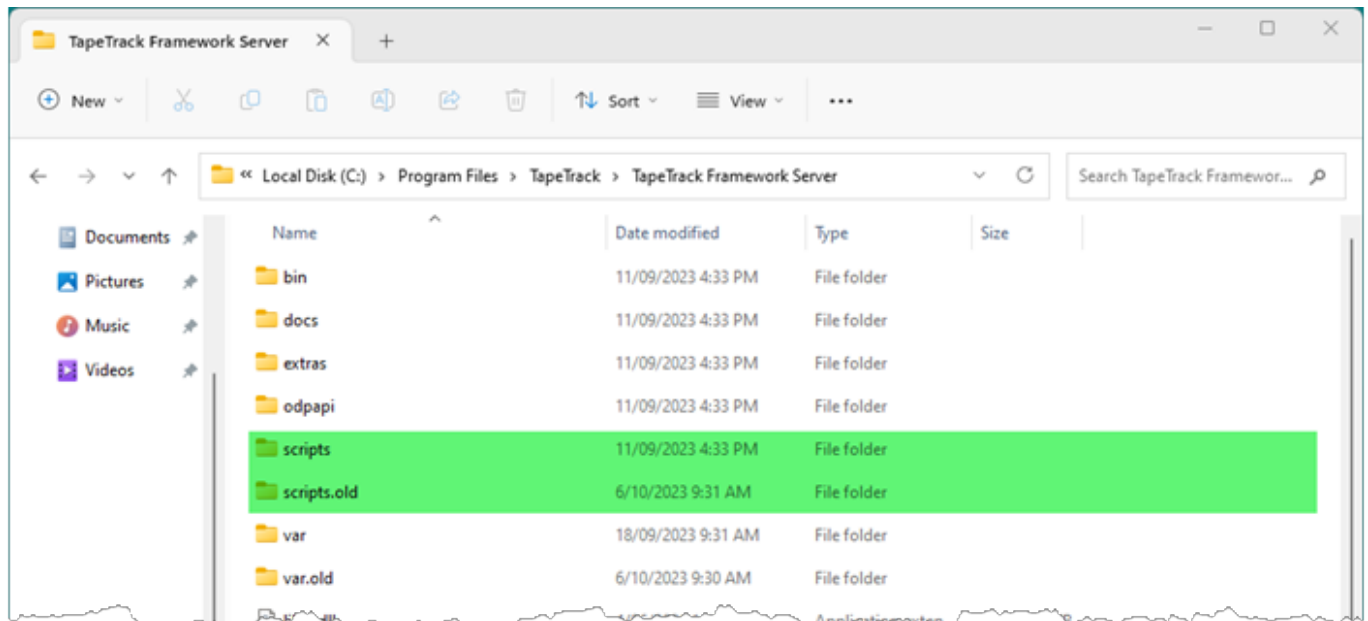 TapeTrack Framework Server
New
Sort
View
Local Disk (C:) > Program Files > TapeTrack > TapeTrack Framework Server
Search TapeTrack Framewor...
Documents
Pictures
Music
Videos
Name Date modified Type Size
bin 11/09/2023 4:33 PM File folder
docs 11/09/2023 4:33 PM File folder
extras 11/09/2023 4:33 PM File folder
odpapi 11/09/2023 4:33 PM File folder
scripts 11/09/2023 4:33 PM File folder
scripts.old 6/10/2023 9:31 AM File folder
var 18/09/2023 9:31 AM File folder
var.old 6/10/2023 9:30 AM File folder